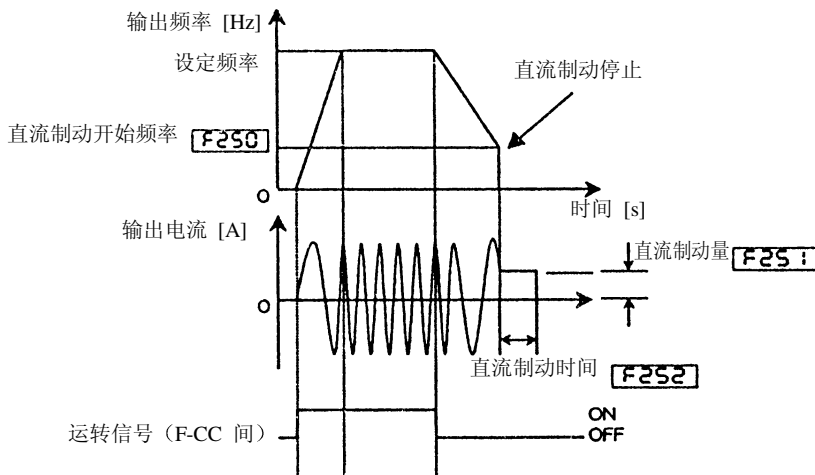 输出频率 [Hz]
设定频率
直流制动停止
直流制动开始频率 F250
0
时间 [s]
输出电流 [A]
直流制动量 F251
0
直流制动时间 F252
运转信号（F-CC 间）
ON
OFF